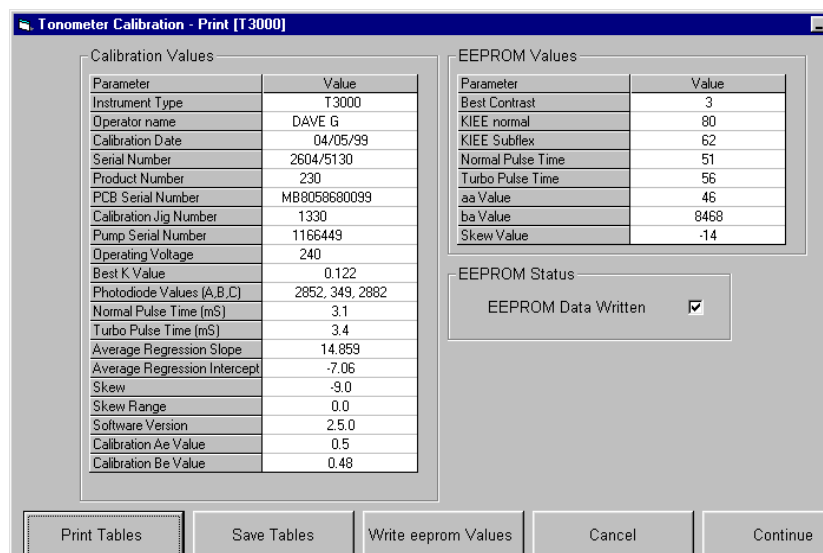 Tonometer Calibration - Print [T3000]
Calibration Values
Parameter Value
Instrument Type T3000
Operator name DAVE G
Calibration Date 04/05/99
Serial Number 2604/5130
Product Number 230
PCB Serial Number MB8058680099
Calibration Jig Number 1330
Pump Serial Number 1166449
Operating Voltage 240
Best K Value 0.122
Photodiode Values (A,B,C) 2852, 349, 2882
Normal Pulse Time (mS) 3.1
Turbo Pulse Time (mS) 3.4
Average Regression Slope 14.859
Average Regression Intercept -7.06
Skew -9.0
Skew Range 0.0
Software Version 2.5.0
Calibration Ae Value 0.5
Calibration Be Value 0.48
EEPROM Values
Parameter Value
Best Contrast 3
KIEE normal 80
KIEE Subflex 62
Normal Pulse Time 51
Turbo Pulse Time 56
aa Value 46
ba Value 8468
Skew Value -14
EEPROM Status
EEPROM Data Written
Print Tables Save Tables Write eeprom Values Cancel Continue